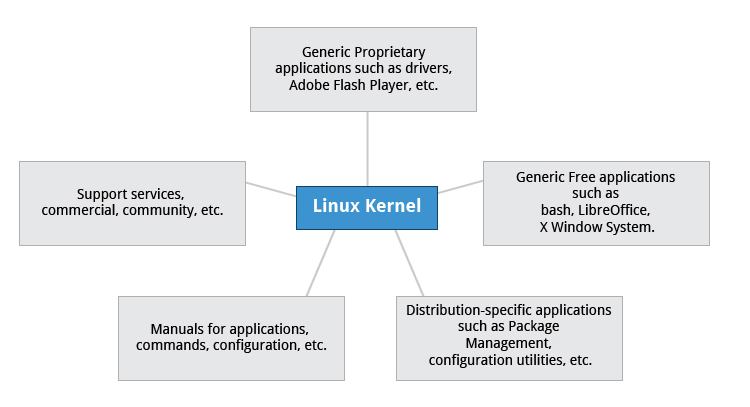 Generic Proprietary
applications such as drivers,
Adobe Flash Player, etc.
Support services,
commercial, community, etc.
Linux Kernel
Generic Free applications
such as
bash, LibreOffice,
X Window System.
Manuals for applications,
commands, configuration, etc.
Distribution-specific applications
such as Package
Management,
configuration utilities, etc.